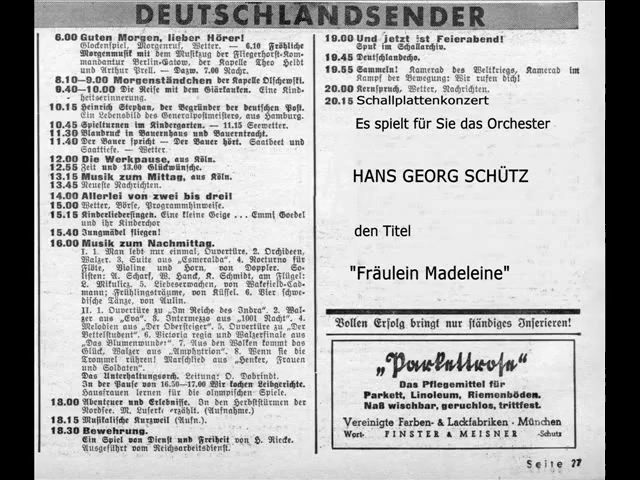 DEUTSCHLANDSENDER
6.00 Guten Morgen, lieber Hörer!
Glockenspiel, Morgenruf, Wetter. — 6.10 Fröhliche
Morgenmusik mit dem Musikzug der Fliegerhorst-Kom-
mandantur Berlin-Gatow, der Kapelle Theo Heldt
und Arthur Prell. — Dazw. 7.00 Nachr.
8.10—9.00 Morgenständchen der Kapelle Olschewski.
9.40—10.00 Die Reise mit dem Giärkauten. Eine Kind-
heitserinnerung.
10.15 Heinrich Stephan, der Begründer der deutschen Post.
Ein Lebensbild des Generalpostmeisters, aus Hamburg.
10.45 Spielturnen im Kindergarten. — 11.15 Seewetter.
11.30 Blaudruck in Bauernhaus und Bauerntracht.
11.40 Der Bauer spricht — Der Bauer hört. Saatbeet und
Saattiefe. — Wetter.
12.00 Die Werkpause, aus Köln.
12.55 Zeit und 13.00 Glückwünsche.
13.15 Musik zum Mittag, aus Köln.
13.45 Neueste Nachrichten.
14.00 Allerlei von zwei bis drei!
15.00 Wetter, Börse, Programmhinweise.
15.15 Kinderliedersingen. Eine kleine Geige . . . Emmi Goedel
und ihr Kinderchor
15.40 Jungmädel fliegen!
16.00 Musik zum Nachmittag.
I. 1. Man lebt nur einmal, Ouvertüre. 2. Orchideen,
Walzer. 3. Suite aus „Esmeralda". 4. Nocturno für
Flöte, Violine und Horn, von Doppler. So-
listen: A. Scharf, W. Hanck, K. Schmidt, am Flügel:
L. Mikulicz. 5. Liebeserwachen, von Wakefield-Cad-
mann; Frühlingsträume, von Küssel. 6. Vier schwe-
dische Tänze, von Aulin.
II. 1. Ouvertüre zu „Im Reiche des Indra". 2. Wal-
zer aus „Eva". 3. Intermezzo aus „1001 Nacht". 4.
Melodien aus „Der Obersteiger". 5. Ouvertüre zu „Der
Bettelstudent". 6. Victoria regia und Walzerfinale aus
„Das Blumenwunder". 7. Aus den Wolken kommt das
Glück, Walzer aus „Amphytrion". 8. Wenn sie die
Trommel rühren! Marschlied aus „Henker, Frauen
und Soldaten".
Das Unterhaltungsorch. Leitung: O. Dobrindt.
In der Pause von 16.50—17.00 Wir kochen Leibgerichte.
Hausfrauen lernen für die olympischen Spiele.
18.00 Abenteuer und Erlebnisse. In den Herbststürmen der
Nordsee. M. Luserke erzählt. (Aufnahme.)
18.15 Musikalische Kurzweil (Aufn.).
18.30 Bewehrung.
Ein Spiel von Dienst und Freiheit von H. Riecke.
Ausgeführt vom Reichsarbeitsdienst.
19.00 Und jetzt ist Feierabend!
Spuk im Schallarchiv.
19.45 Deutschlandecho.
19.55 Sammeln! Kamerad des Weltkriegs, Kamerad im
Kampf der Bewegung: Wir rufen dich!
20.00 Kernspruch, Wetter, Nachrichten.
20.15 Schallplattenkonzert
Es spielt für Sie das Orchester
HANS GEORG SCHÜTZ
den Titel
"Fräulein Madeleine"
Vollen Erfolg bringt nur ständiges Inserieren!
„Parkettrose"
Das Pflegemittel für
Parkett, Linoleum, Riemenböden.
Naß wischbar, geruchlos, trittfest.
Vereinigte Farben- & Lackfabriken · München
Wort- FINSTER & MEISNER -Schutz
Seite 27